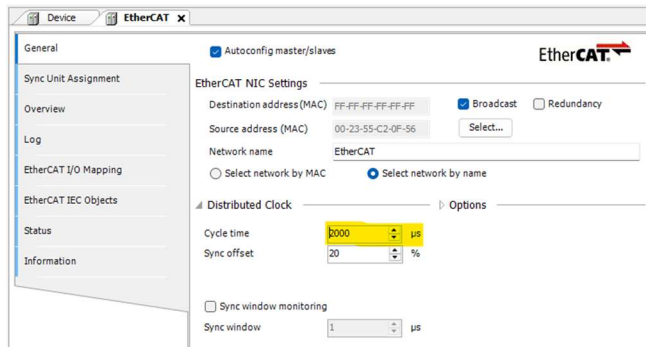 Device
EtherCAT X
General
Autoconfig master/slaves
EtherCAT®
Sync Unit Assignment
EtherCAT NIC Settings
Overview
Destination address (MAC) FF-FF-FF-FF-FF-FF Broadcast Redundancy
Log
Source address (MAC) 00-23-55-C2-0F-56 Select...
Network name EtherCAT
EtherCAT I/O Mapping
Select network by MAC Select network by name
EtherCAT IEC Objects
Distributed Clock Options
Status
Cycle time 2000 µs
Information
Sync offset 20 %
Sync window monitoring
Sync window 1 µs